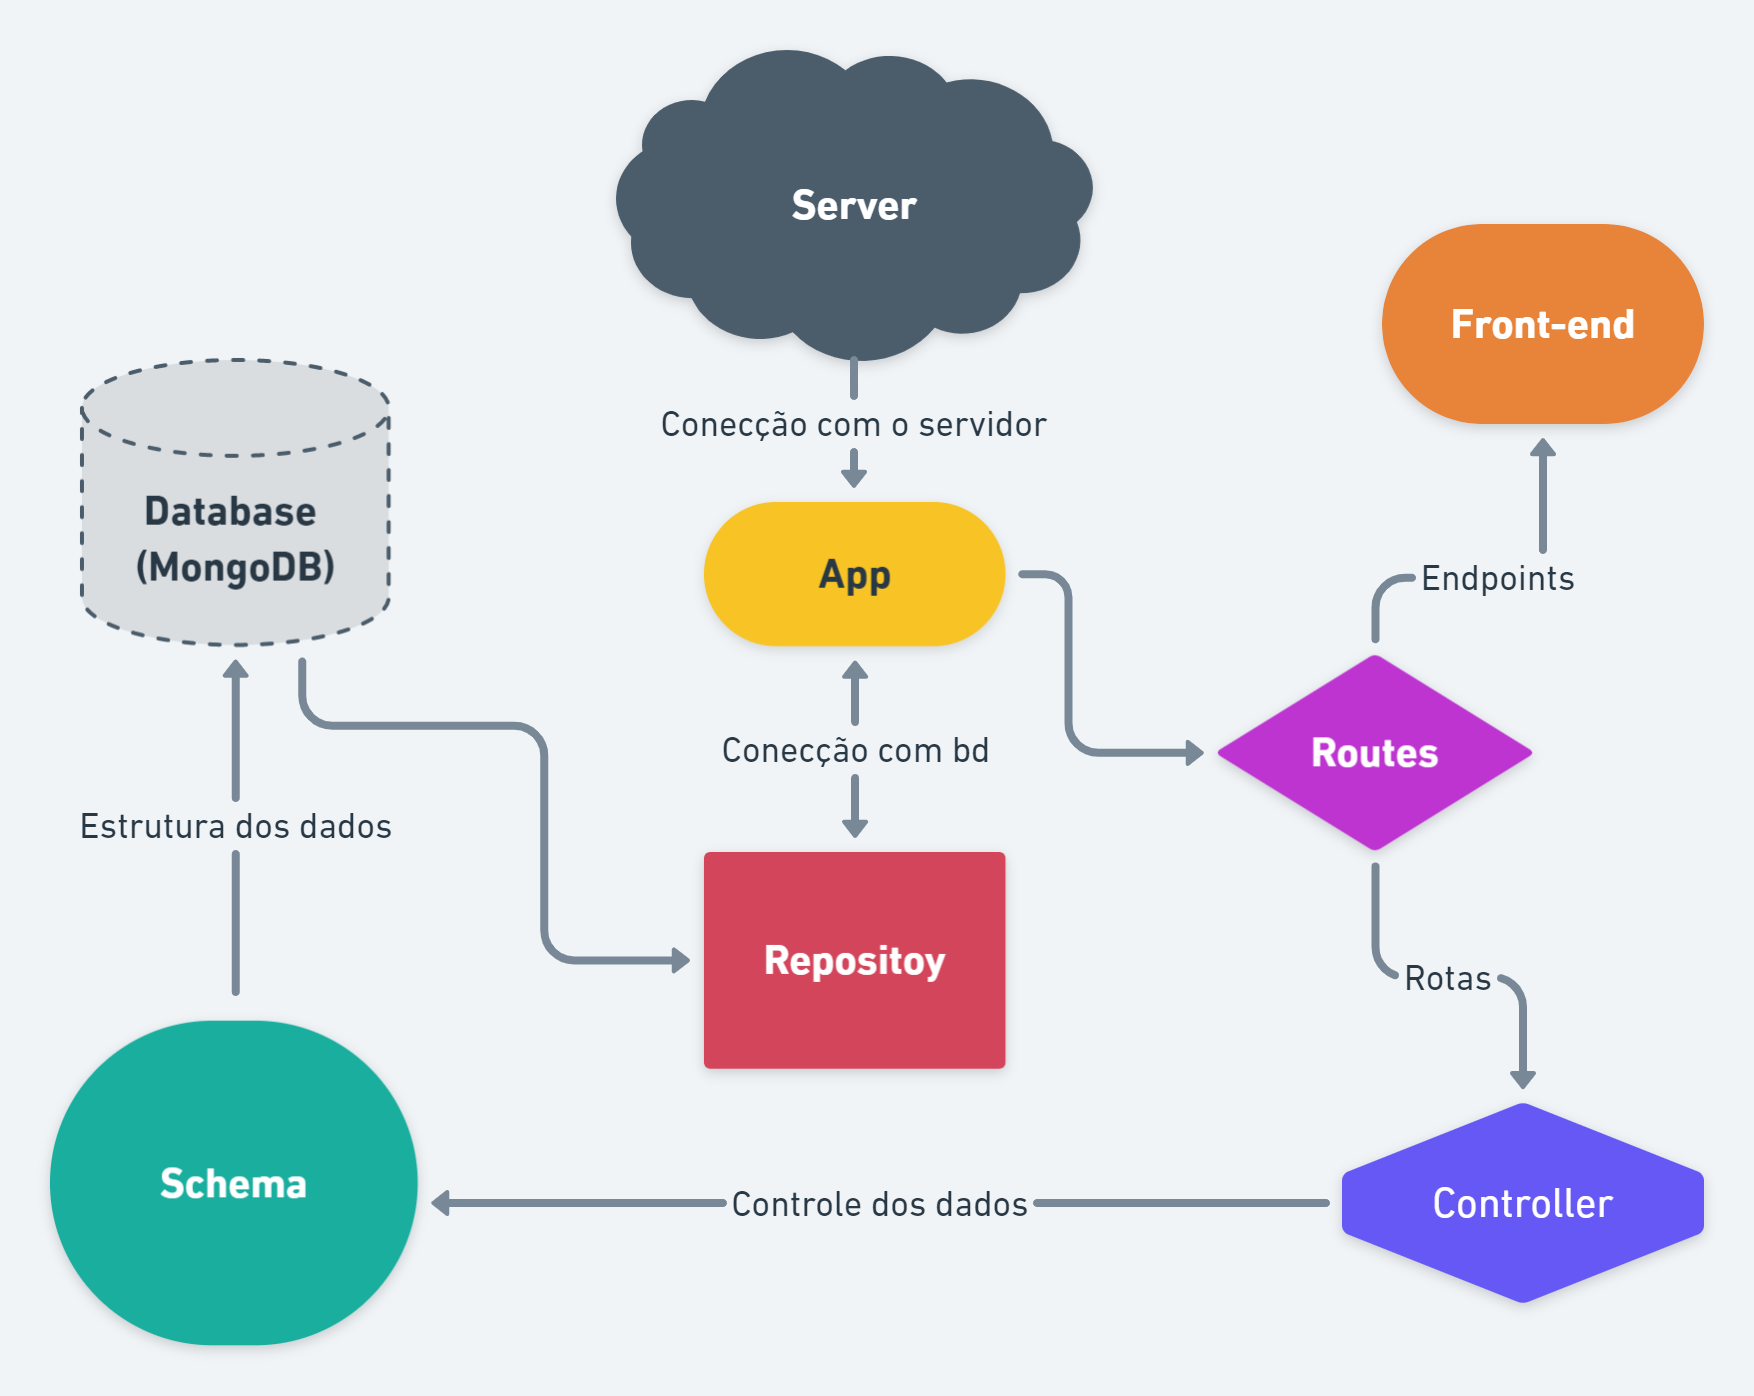 Server
Front-end
Conecção com o servidor
Database
(MongoDB)
App
Endpoints
Conecção com bd
Routes
Estrutura dos dados
Repositoy
Rotas
Schema
Controle dos dados
Controller